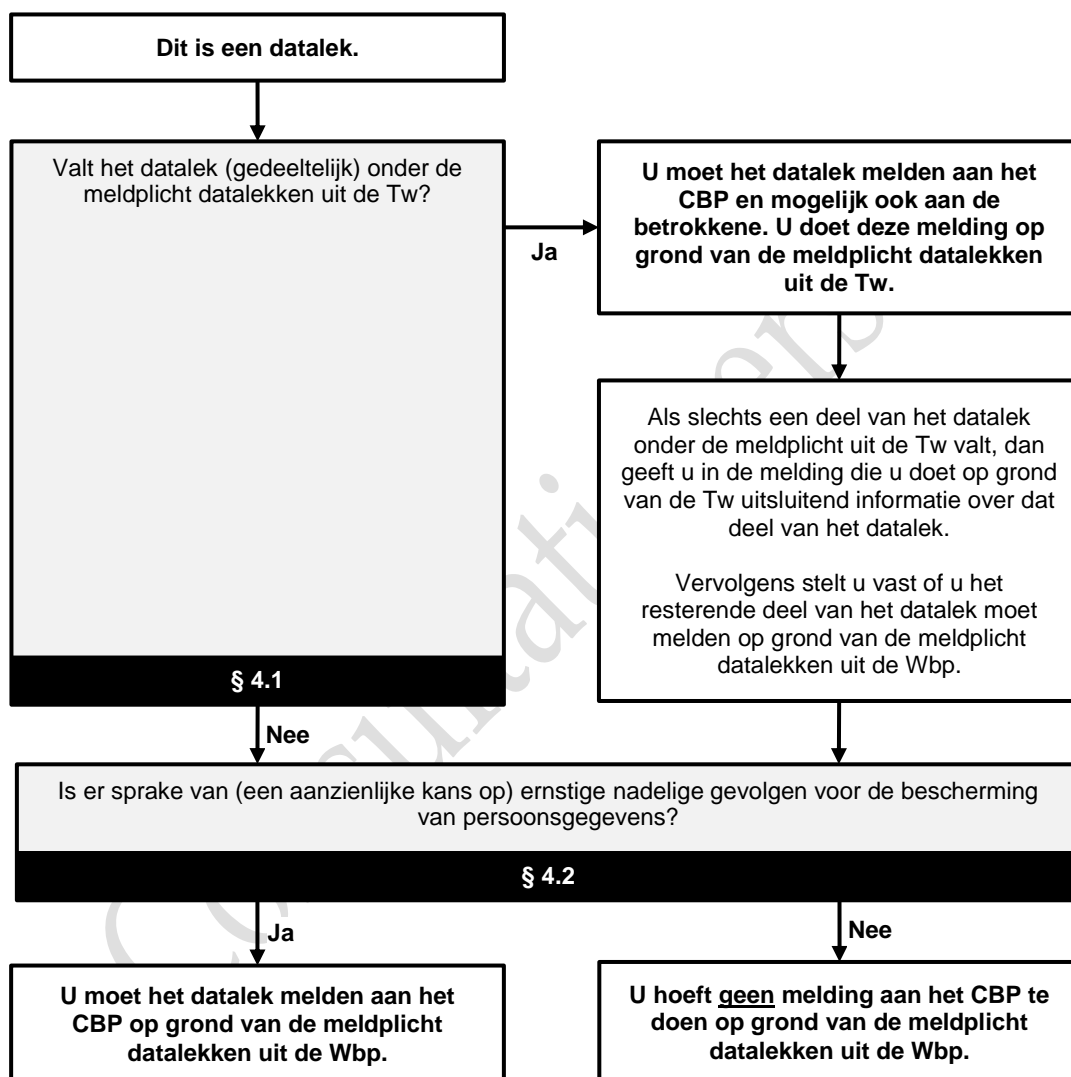 Dit is een datalek.
Valt het datalek (gedeeltelijk) onder de
meldplicht datalekken uit de Tw?
Ja
U moet het datalek melden aan het
CBP en mogelijk ook aan de
betrokkene. U doet deze melding op
grond van de meldplicht datalekken
uit de Tw.
Als slechts een deel van het datalek
onder de meldplicht uit de Tw valt, dan
geeft u in de melding die u doet op grond
van de Tw uitsluitend informatie over dat
deel van het datalek.
Vervolgens stelt u vast of u het
resterende deel van het datalek moet
melden op grond van de meldplicht
datalekken uit de Wbp.
§ 4.1
Nee
Is er sprake van (een aanzienlijke kans op) ernstige nadelige gevolgen voor de bescherming
van persoonsgegevens?
§ 4.2
Ja
Nee
U moet het datalek melden aan het
CBP op grond van de meldplicht
datalekken uit de Wbp.
U hoeft geen melding aan het CBP te
doen op grond van de meldplicht
datalekken uit de Wbp.